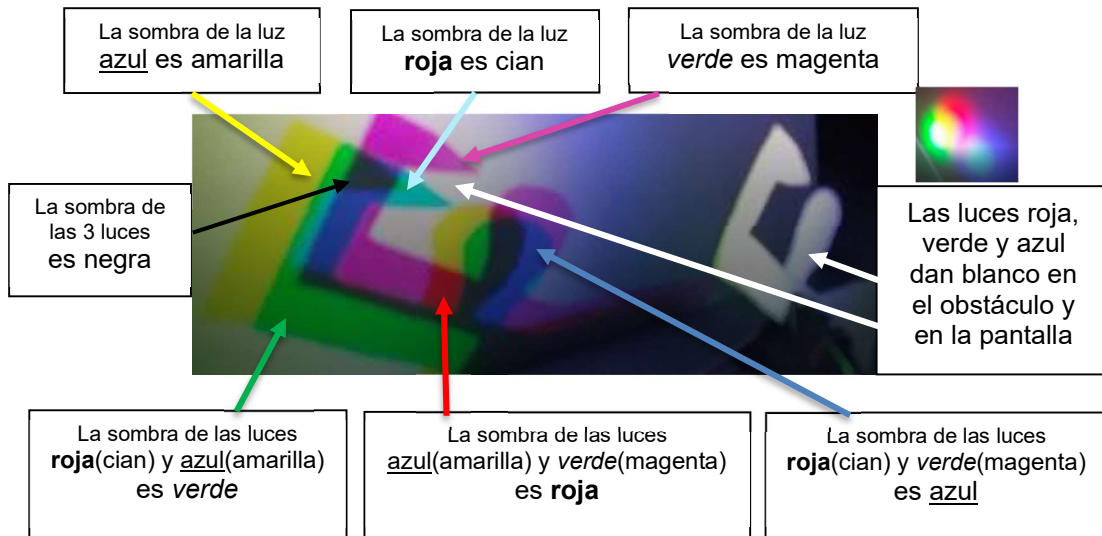 La sombra de la luz
azul es amarilla
La sombra de la luz
roja es cian
La sombra de la luz
verde es magenta
La sombra de
las 3 luces
es negra
Las luces roja,
verde y azul
dan blanco en
el obstáculo y
en la pantalla
La sombra de las luces
roja(cian) y azul(amarilla)
es verde
La sombra de las luces
azul(amarilla) y verde(magenta)
es roja
La sombra de las luces
roja(cian) y verde(magenta)
es azul